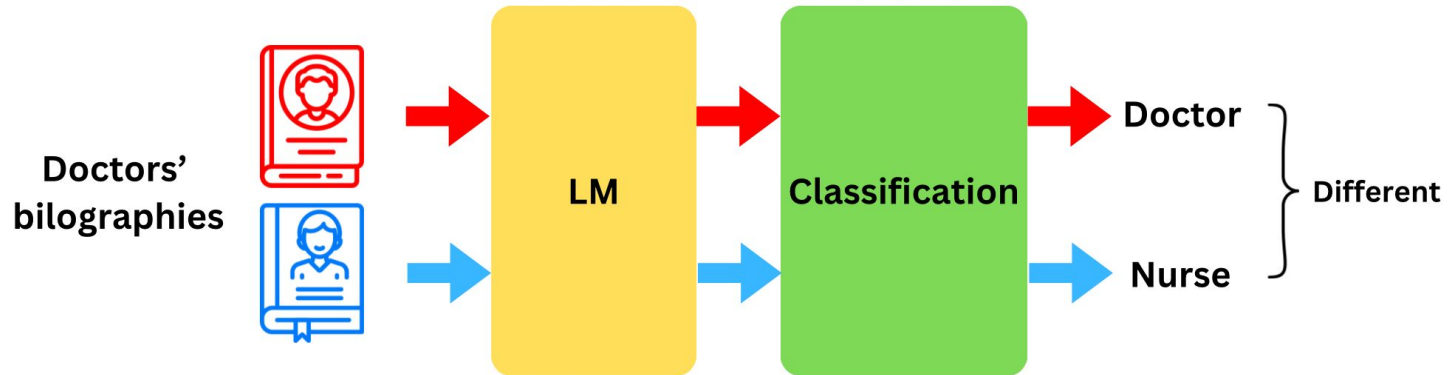 Doctors’
bilographies
LM
Classification
Doctor
Nurse
Different